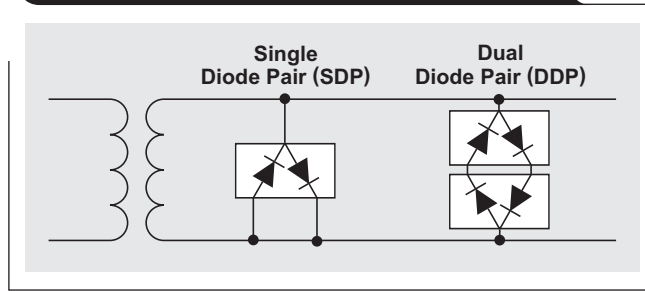 Single
Diode Pair (SDP)
Dual
Diode Pair (DDP)